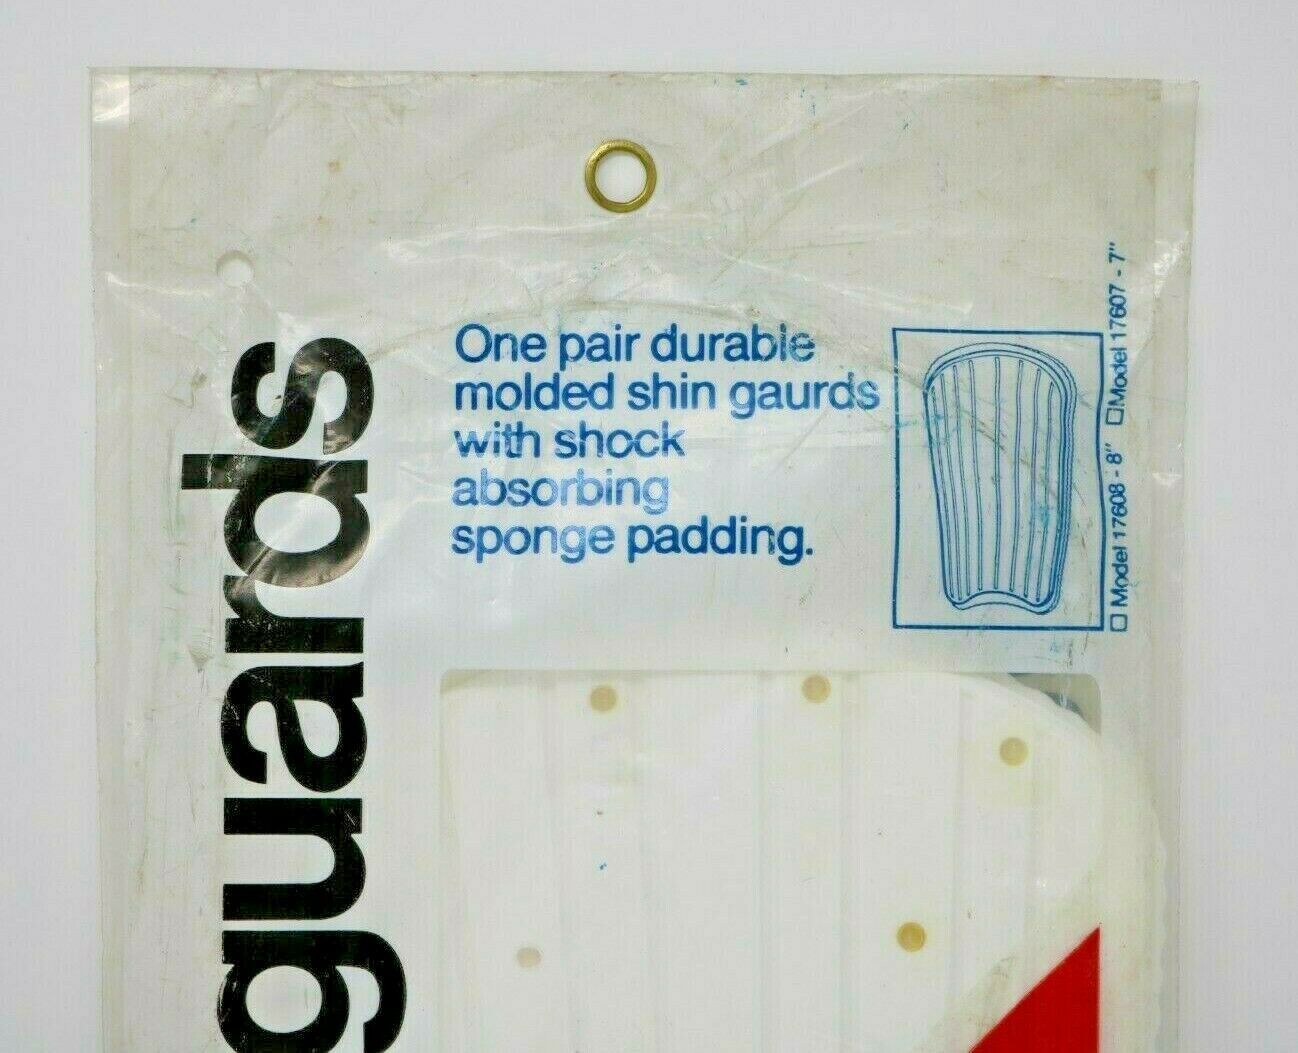 guards
One pair durable
molded shin gaurds
with shock
absorbing
sponge padding.
☐ Model 17608 - 8" ☐ Model 17607 - 7"